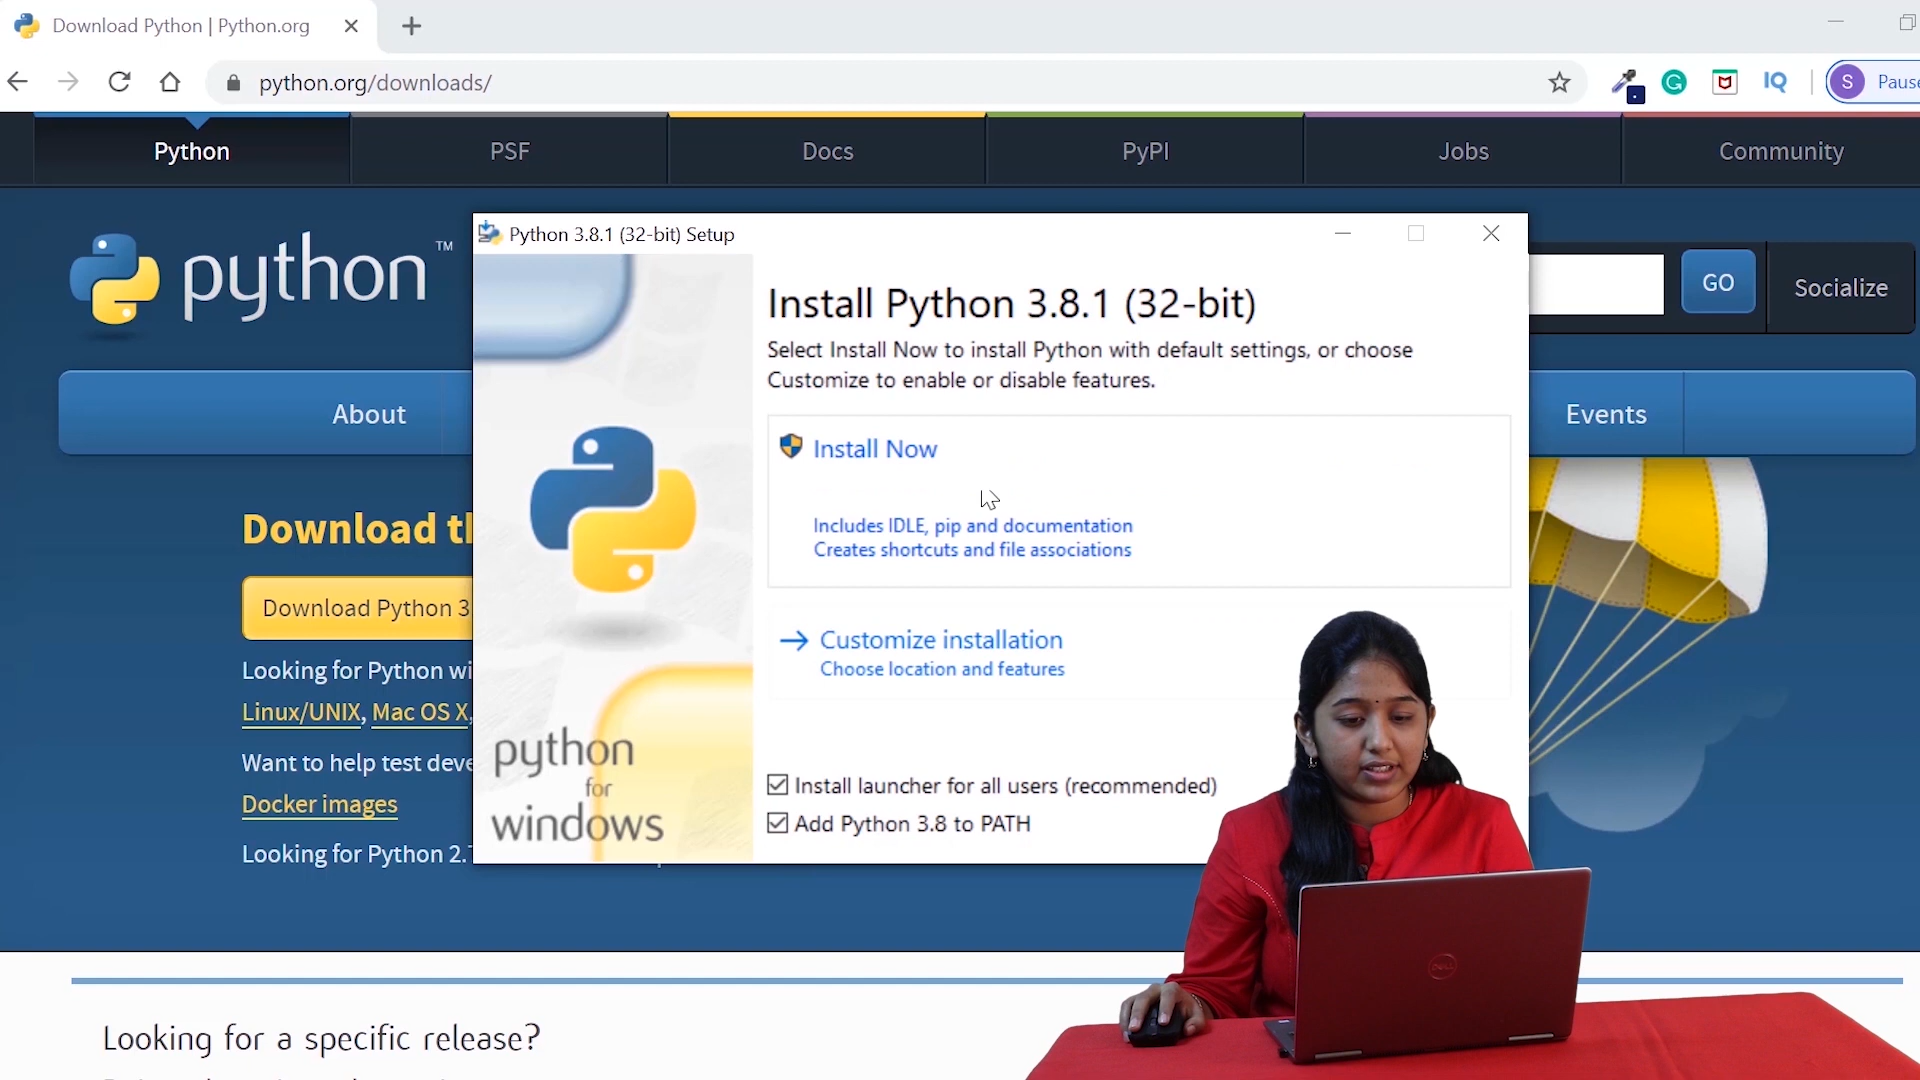 Download Python | Python.org
python.org/downloads/
S
Paus
IQ
Python
PSF
Docs
PyPI
Jobs
Community
python
TM
GO
Socialize
About
Events
Download
Download Python 3
Looking for Python
Linux/UNIX, Mac OS X,
Want to help test
Docker images
Looking for Python 2.
Python 3.8.1 (32-bit) Setup
Install Python 3.8.1 (32-bit)
Select Install Now to install Python with default settings, or choose
Customize to enable or disable features.
Install Now
Includes IDLE, pip and documentation
Creates shortcuts and file associations
Customize installation
Choose location and features
python
for
windows
Install launcher for all users (recommended)
Add Python 3.8 to PATH
DELL
Looking for a specific release?